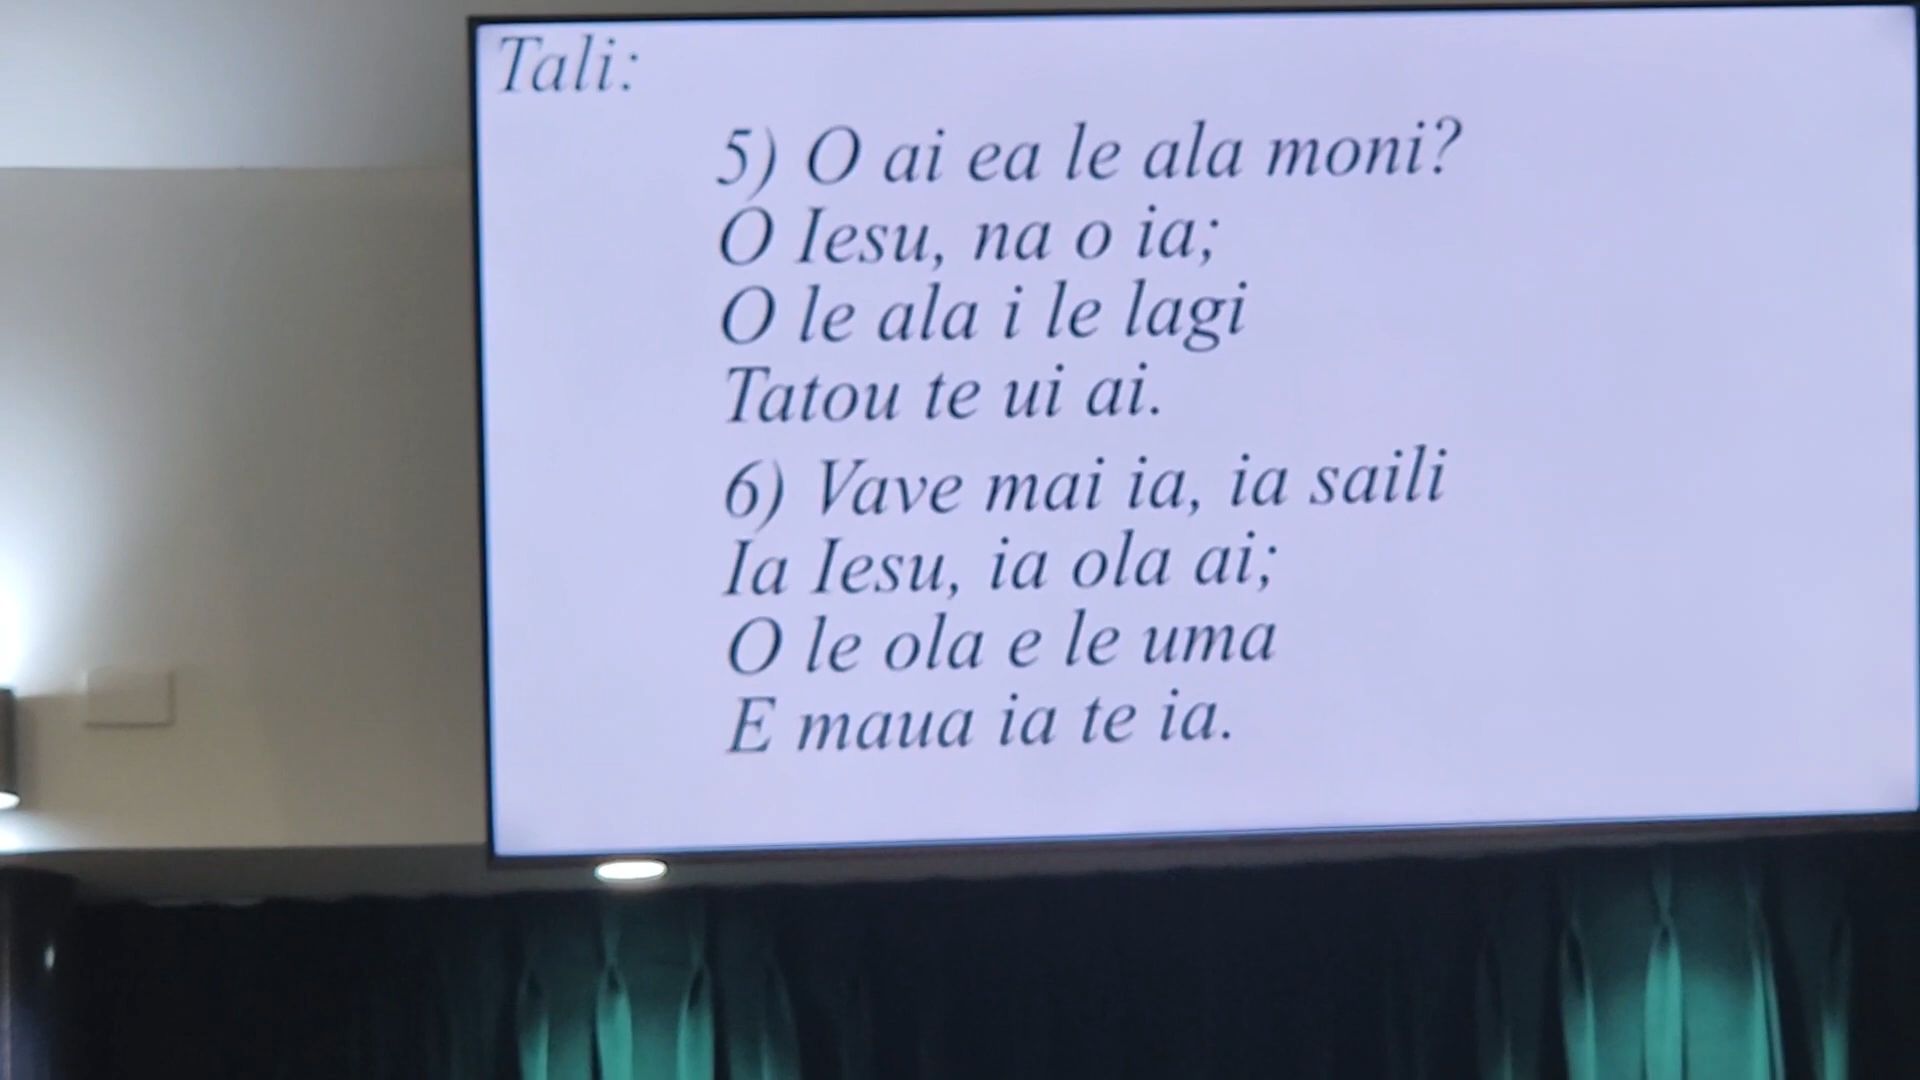 Tali:
5) O ai ea le ala moni?
O Iesu, na o ia;
O le ala i le lagi
Tatou te ui ai.
6) Vave mai ia, ia saili
Ia Iesu, ia ola ai;
O le ola e le uma
E maua ia te ia.